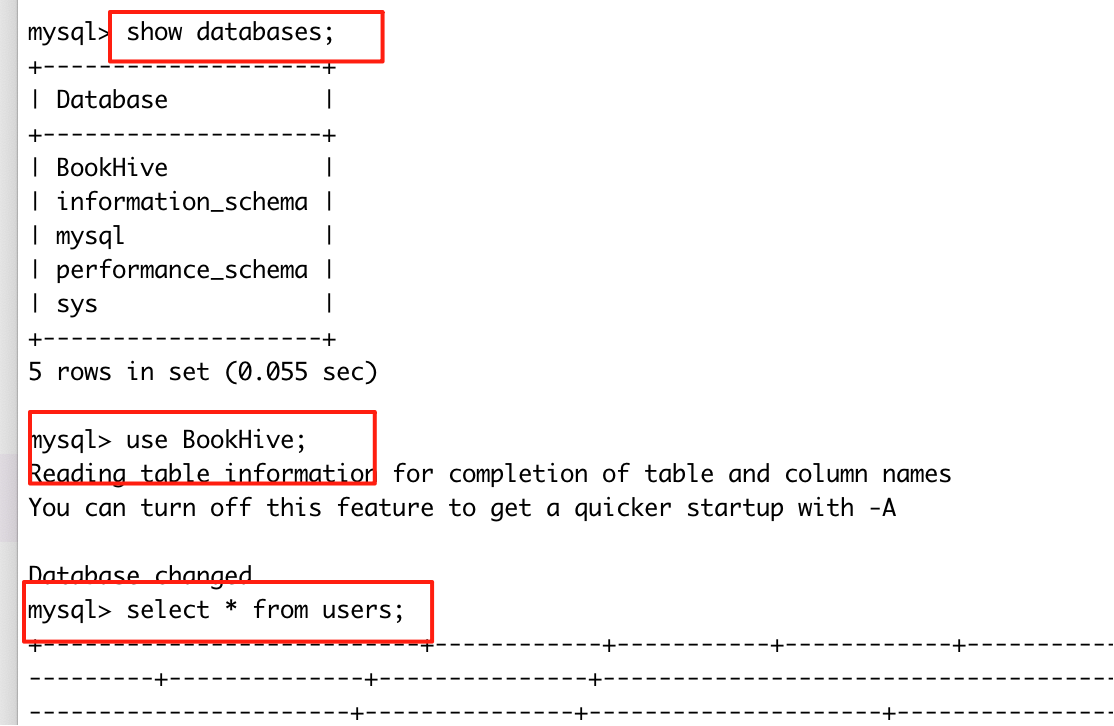 mysql> show databases;
+--------------------+
| Database           |
+--------------------+
| BookHive           |
| information_schema |
| mysql              |
| performance_schema |
| sys                |
+--------------------+
5 rows in set (0.055 sec)
mysql> use BookHive;
Reading table information for completion of table and column names
You can turn off this feature to get a quicker startup with -A
Database changed
mysql> select * from users;
+---------------------------+------------+-----------+------------+-----------
---------+--------------+---------------+-------------------------------------
-----------------------+---------------+---------------------+----------------